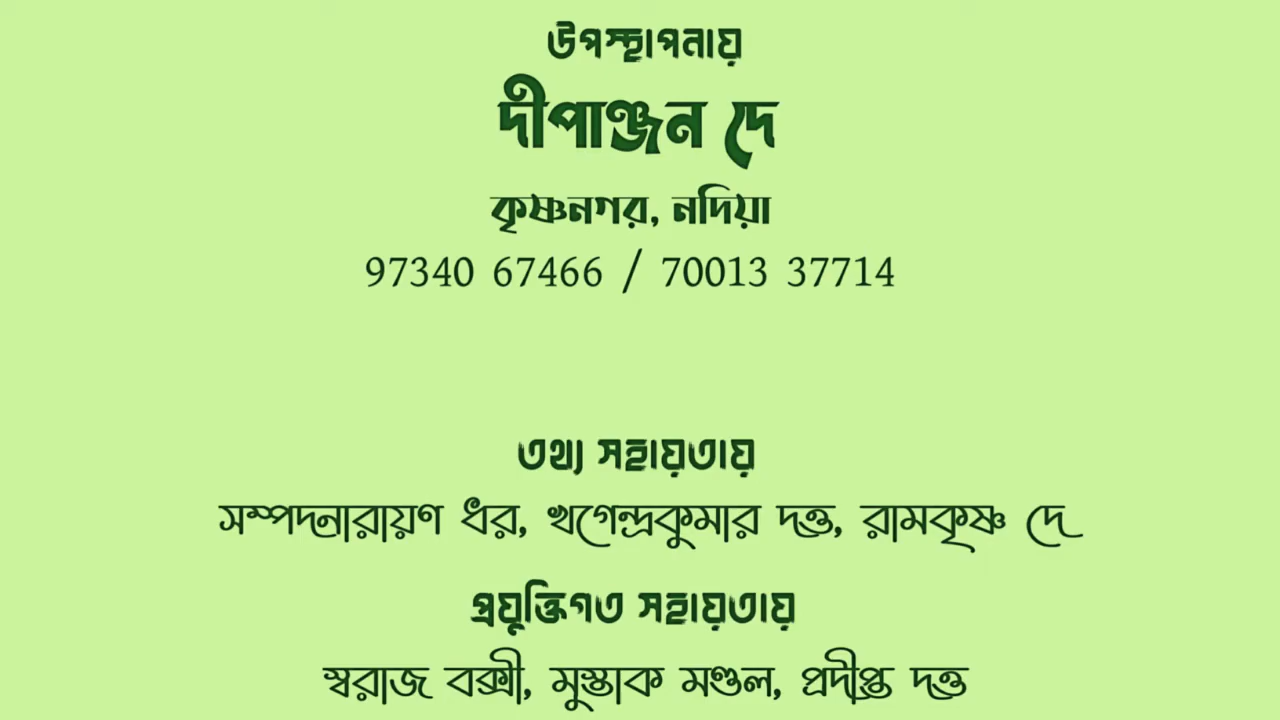 উপস্থাপনায়
দীপাঞ্জন দে
কৃষ্ণনগর, নদিয়া
97340 67466 / 70013 37714
তথ্য সহায়তায়
সম্পদনারায়ণ ধর, খগেন্দ্রকুমার দত্ত, রামকৃষ্ণ দে
প্রযুক্তিগত সহায়তায়
স্বরাজ বক্সী, মুস্তাক মণ্ডল, প্রদীপ্ত দত্ত